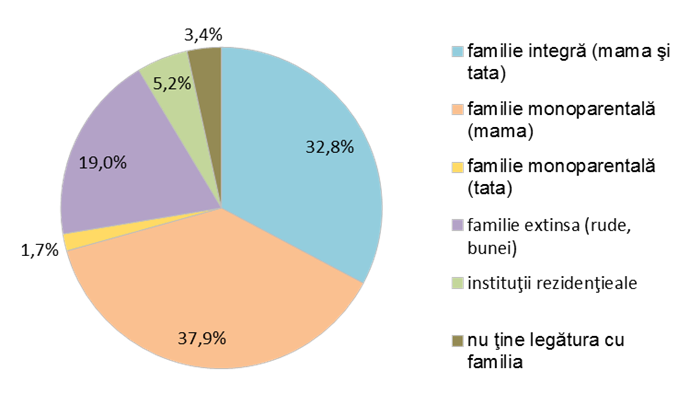 3,4%
5,2%
32,8%
19,0%
1,7%
37,9%
familie integră (mama şi
tata)
familie monoparentală
(mama)
familie monoparentală
(tata)
familie extinsa (rude,
bunei)
instituţii rezidenţieale
nu ţine legătura cu
familia